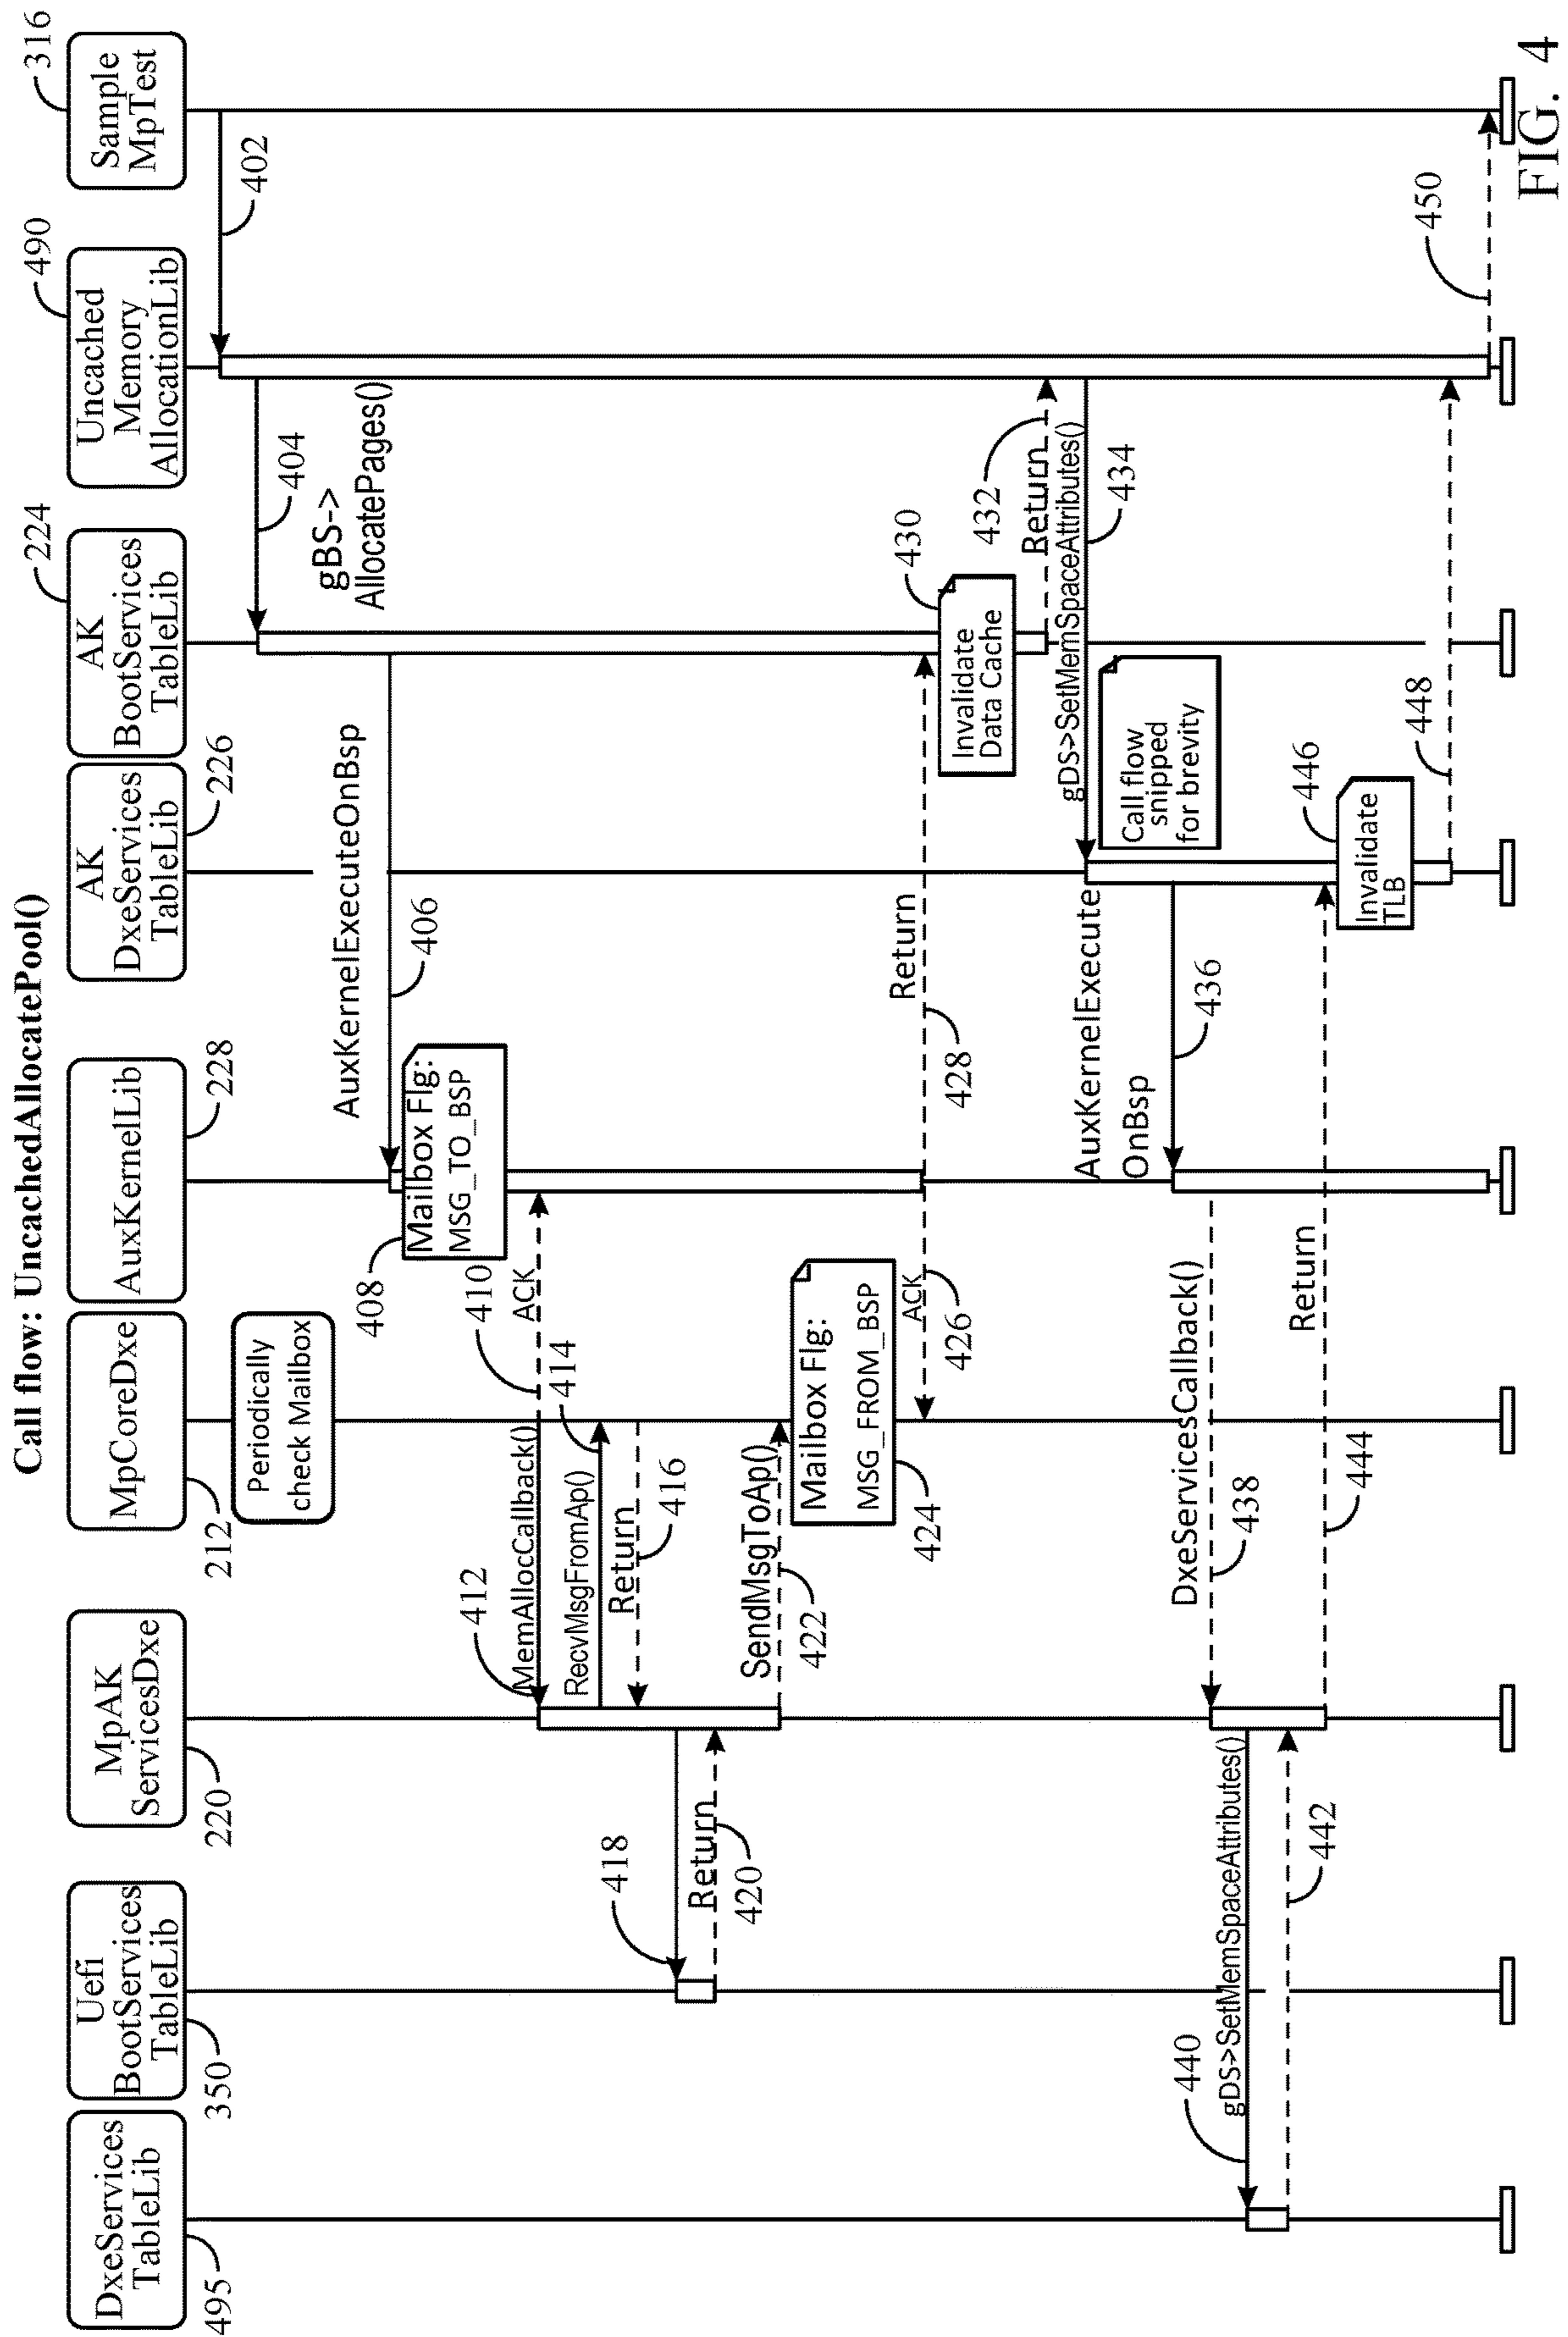 Call flow: UncachedAllocatePool()
DxeServices
TableLib
495
Uefi
BootServices
TableLib
350
MpAK
ServicesDxe
220
MpCoreDxe
212
AuxKernelLib
228
AK
DxeServices
TableLib
226
AK
BootServices
TableLib
224
Uncached
Memory
AllocationLib
490
Sample
MpTest
316
402
Periodically
check Mailbox
404
gBS->
AllocatePages()
AuxKernelExecuteOnBsp
406
408
Mailbox Flg:
MSG_TO_BSP
410
ACK
412
MemAllocCallback()
414
RecvMsgFromAp()
Return
416
418
Return
420
SendMsgToAp()
422
Mailbox Flg:
MSG_FROM_BSP
424
ACK
426
Return
428
430
Invalidate
Data Cache
432
Return
gDS->SetMemSpaceAttributes()
434
Call flow
snipped
for brevity
AuxKernelExecute
OnBsp
436
DxeServicesCallback()
438
440
gDS->SetMemSpaceAttributes()
442
Return
444
446
Invalidate
TLB
448
450
FIG. 4